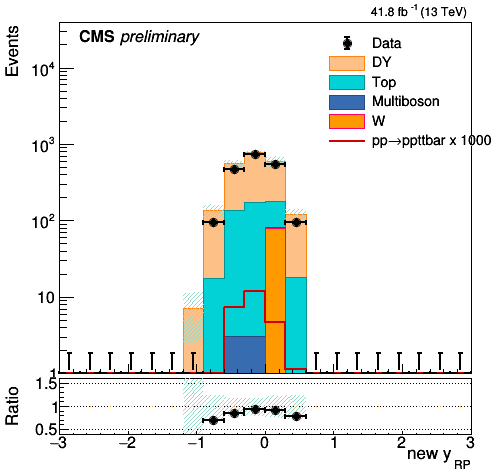 41.8 fb⁻¹ (13 TeV)
CMS preliminary
Events
Data
DY
Top
Multiboson
W
pp→ppttbar x 1000
10⁴
10³
10²
10
1
Ratio
1.5
1
0.5
−3 −2 −1 0 1 2 3
new y_RP